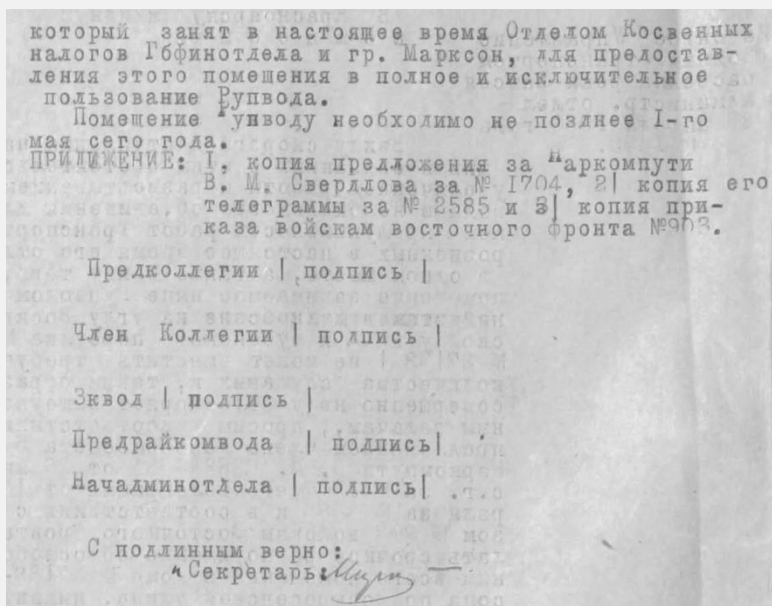 который занят в настоящее время Отделом Косвенных
налогов Гбфинотдела и гр. Марксон, для предостав-
ления этого помещения в полное и исключительное
пользование Рупвода.
Помещение Рупводу необходимо не позднее I-го
мая сего года.
ПРИЛИЖЕНИЕ: I. копия предложения за Наркомпути
В. М. Свердлова за № I704, 2| копия его
телеграммы за № 2585 и 3| копия при-
каза войскам восточного фронта №903.
Предколлегии | подпись |
Член Коллегии | подпись |
Зквод | подпись |
Предрайкомвола | подпись|
Начадминотдела | подпись|
С подлинным верно:
Секретарь: